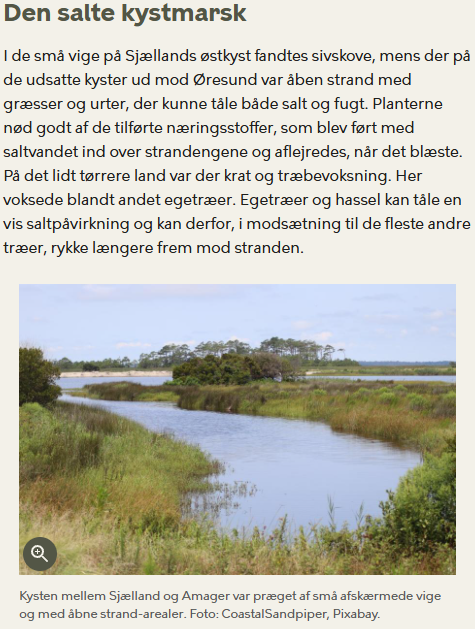 Den salte kystmarsk
I de små vige på Sjællands østkyst fandtes sivskove, mens der på
de udsatte kyster ud mod Øresund var åben strand med
græsser og urter, der kunne tåle både salt og fugt. Planterne
nød godt af de tilførte næringsstoffer, som blev ført med
saltvandet ind over strandengene og aflejredes, når det blæste.
På det lidt tørrere land var der krat og træbevoksning. Her
voksede blandt andet egetræer. Egetræer og hassel kan tåle en
vis saltpåvirkning og kan derfor, i modsætning til de fleste andre
træer, rykke længere frem mod stranden.
Kysten mellem Sjælland og Amager var præget af små afskærmede vige
og med åbne strand-arealer. Foto: CoastalSandpiper, Pixabay.